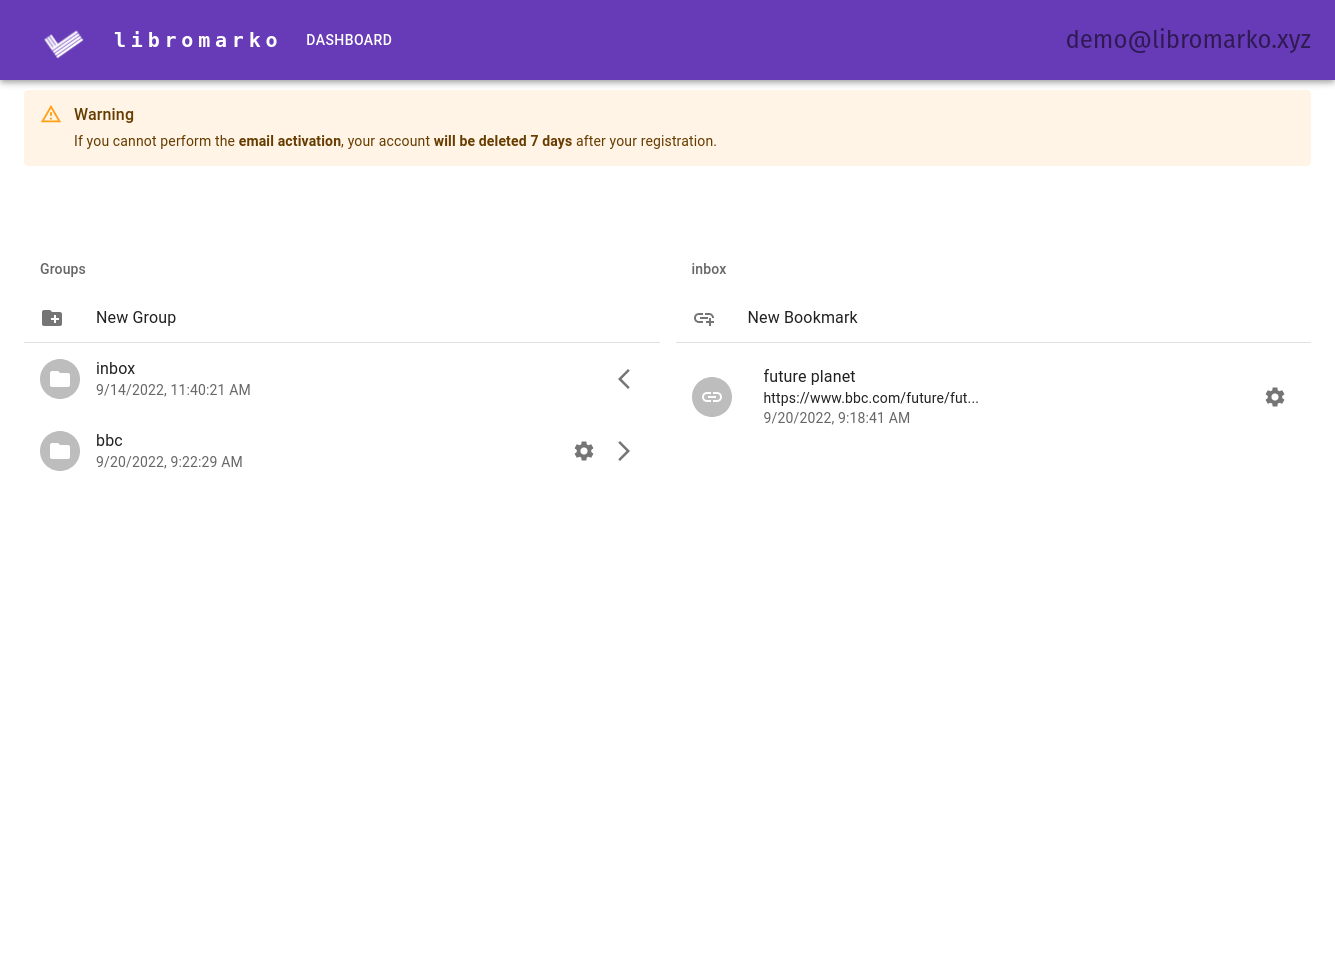 libromarko DASHBOARD demo@libromarko.xyz
Warning
If you cannot perform the email activation, your account will be deleted 7 days after your registration.
Groups
New Group
inbox
9/14/2022, 11:40:21 AM
bbc
9/20/2022, 9:22:29 AM
inbox
New Bookmark
future planet
https://www.bbc.com/future/fut...
9/20/2022, 9:18:41 AM